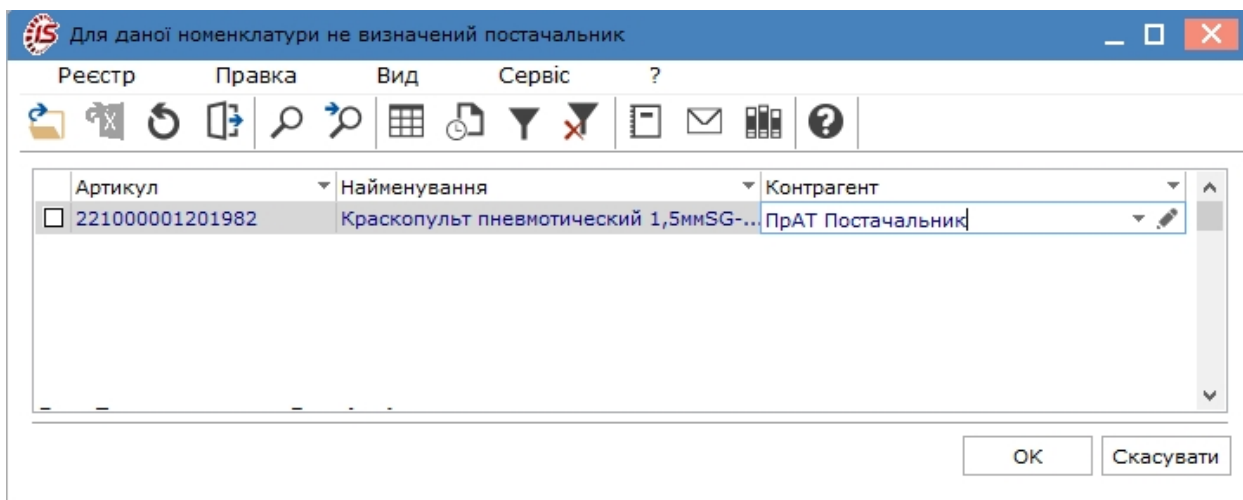 Для даної номенклатури не визначений постачальник
Реєстр Правка Вид Сервіс ?
Артикул Найменування Контрагент
221000001201982 Краскопульт пневмотический 1,5ммSG-... ПрАТ Постачальник
ОК Скасувати